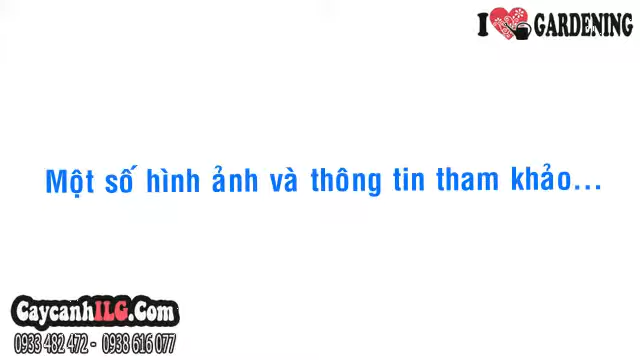 I GARDENING
Một số hình ảnh và thông tin tham khảo...
CaycanhILG.Com
0933 482 472 - 0938 616 077